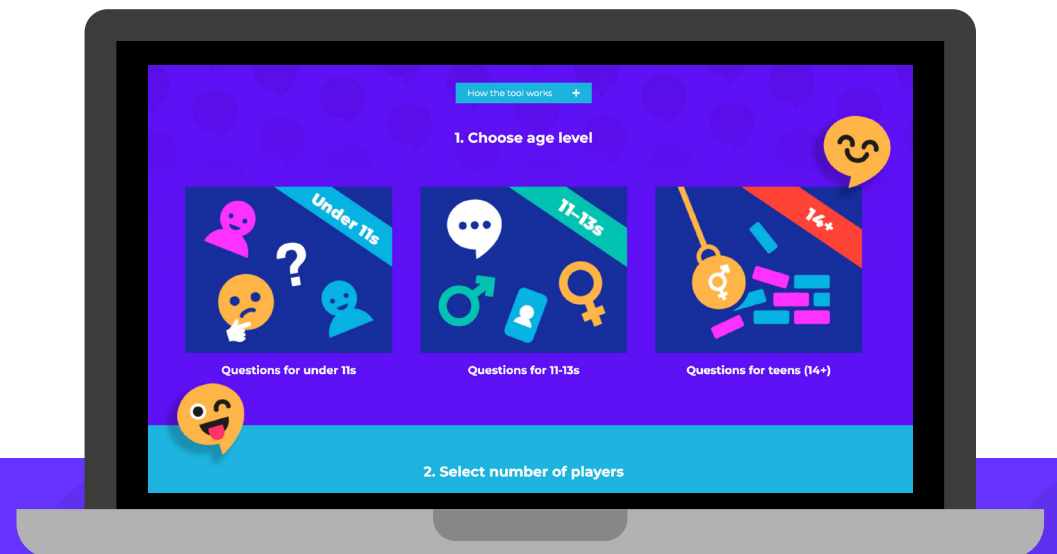 How the tool works +
1. Choose age level
Under 11s
11-13s
14+
?
Questions for under 11s
Questions for 11-13s
Questions for teens (14+)
2. Select number of players